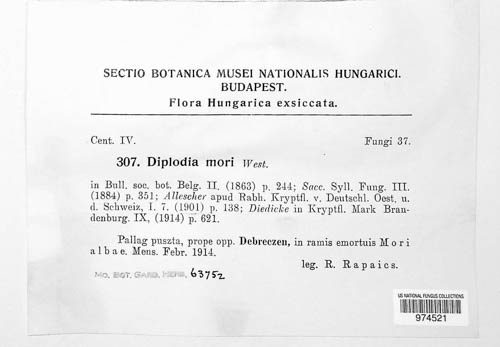 SECTIO BOTANICA MUSEI NATIONALIS HUNGARICI.
BUDAPEST.
Flora Hungarica exsiccata.
Cent. IV. Fungi 37.
307. Diplodia mori West.
in Bull. soc. bot. Belg. II. (1863) p. 244; Sacc. Syll. Fung. III.
(1884) p. 351; Allescher apud Rabh. Kryptfl. v. Deutschl. Oest. u.
d. Schweiz, I. 7. (1901) p. 138; Diedicke in Kryptfl. Mark Bran-
denburg. IX, (1914) p. 621.
Pallag puszta, prope opp. Debreczen, in ramis emortuis Mori
albae. Mens. Febr. 1914.
leg. R. Rapaics.
MO. BOT. GARD. HERB. 63752
US NATIONAL FUNGUS COLLECTIONS
974521